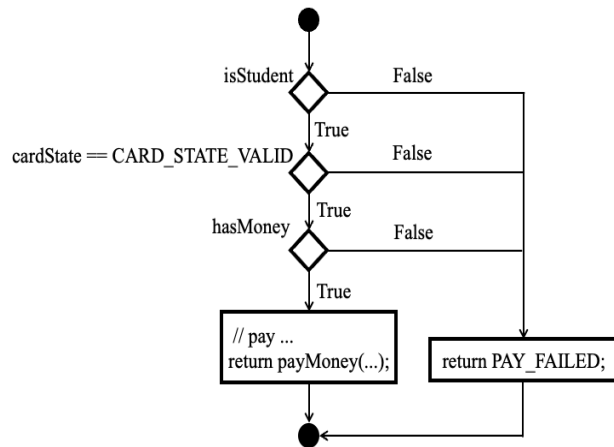 isStudent
False
True
cardState == CARD_STATE_VALID
False
True
hasMoney
False
True
// pay ...
return payMoney(...);
return PAY_FAILED;